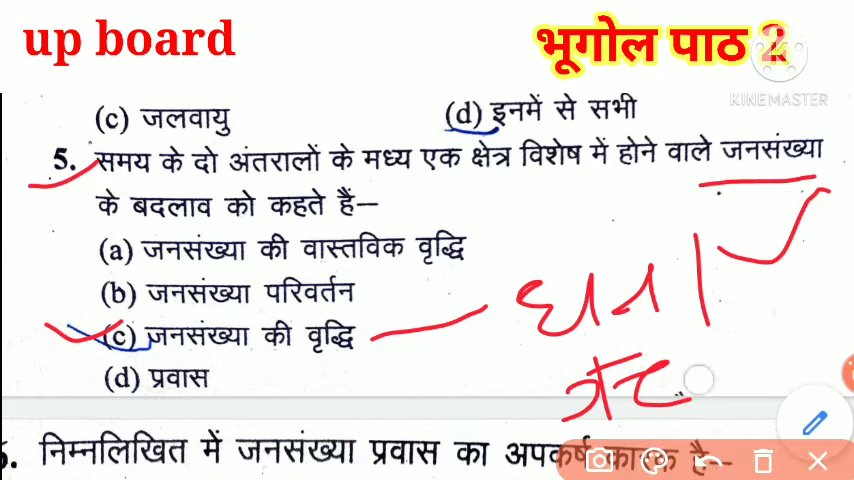 up board
भूगोल पाठ 2
KINEMASTER
(c) जलवायु (d) इनमें से सभी
5. समय के दो अंतरालों के मध्य एक क्षेत्र विशेष में होने वाले जनसंख्या
के बदलाव को कहते हैं—
(a) जनसंख्या की वास्तविक वृद्धि
(b) जनसंख्या परिवर्तन
(c) जनसंख्या की वृद्धि
(d) प्रवास
निम्नलिखित में जनसंख्या प्रवास का अपकर्ष कारक है—